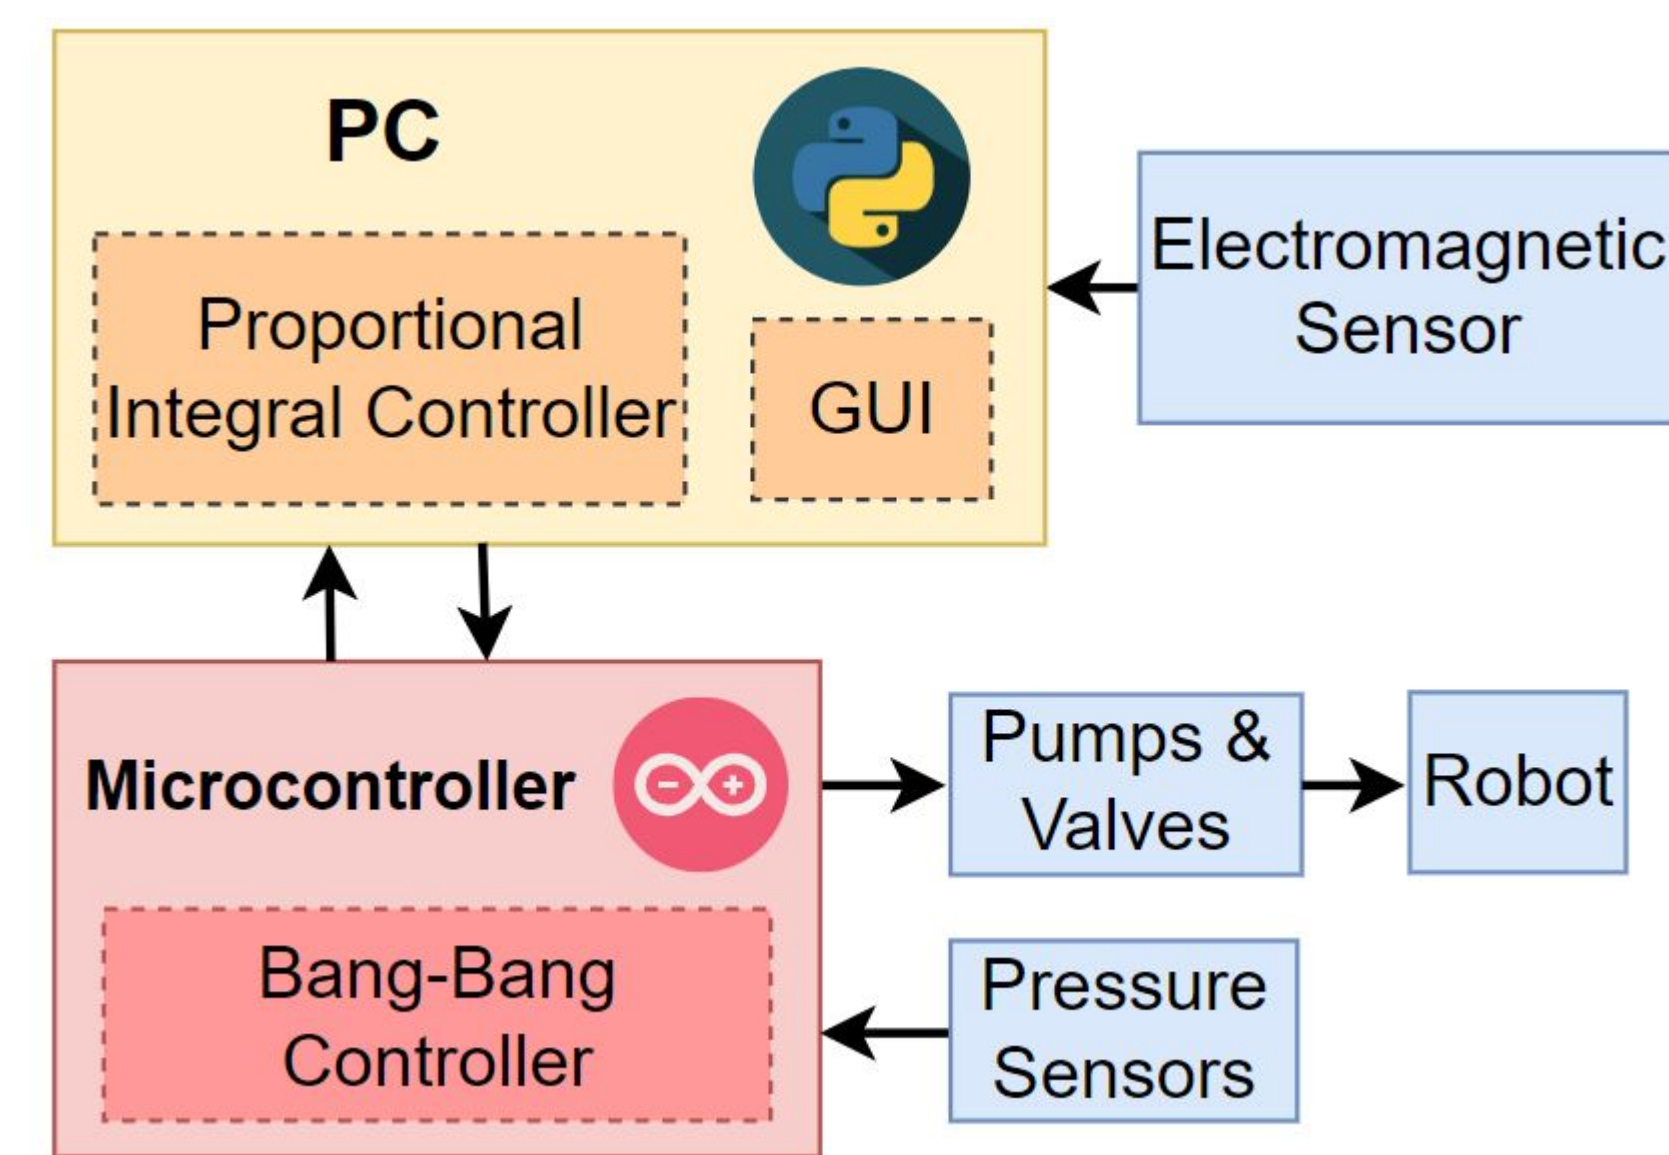 PC
Proportional
Integral Controller
GUI
Electromagnetic
Sensor
Microcontroller
Bang-Bang
Controller
Pumps &
Valves
Robot
Pressure
Sensors